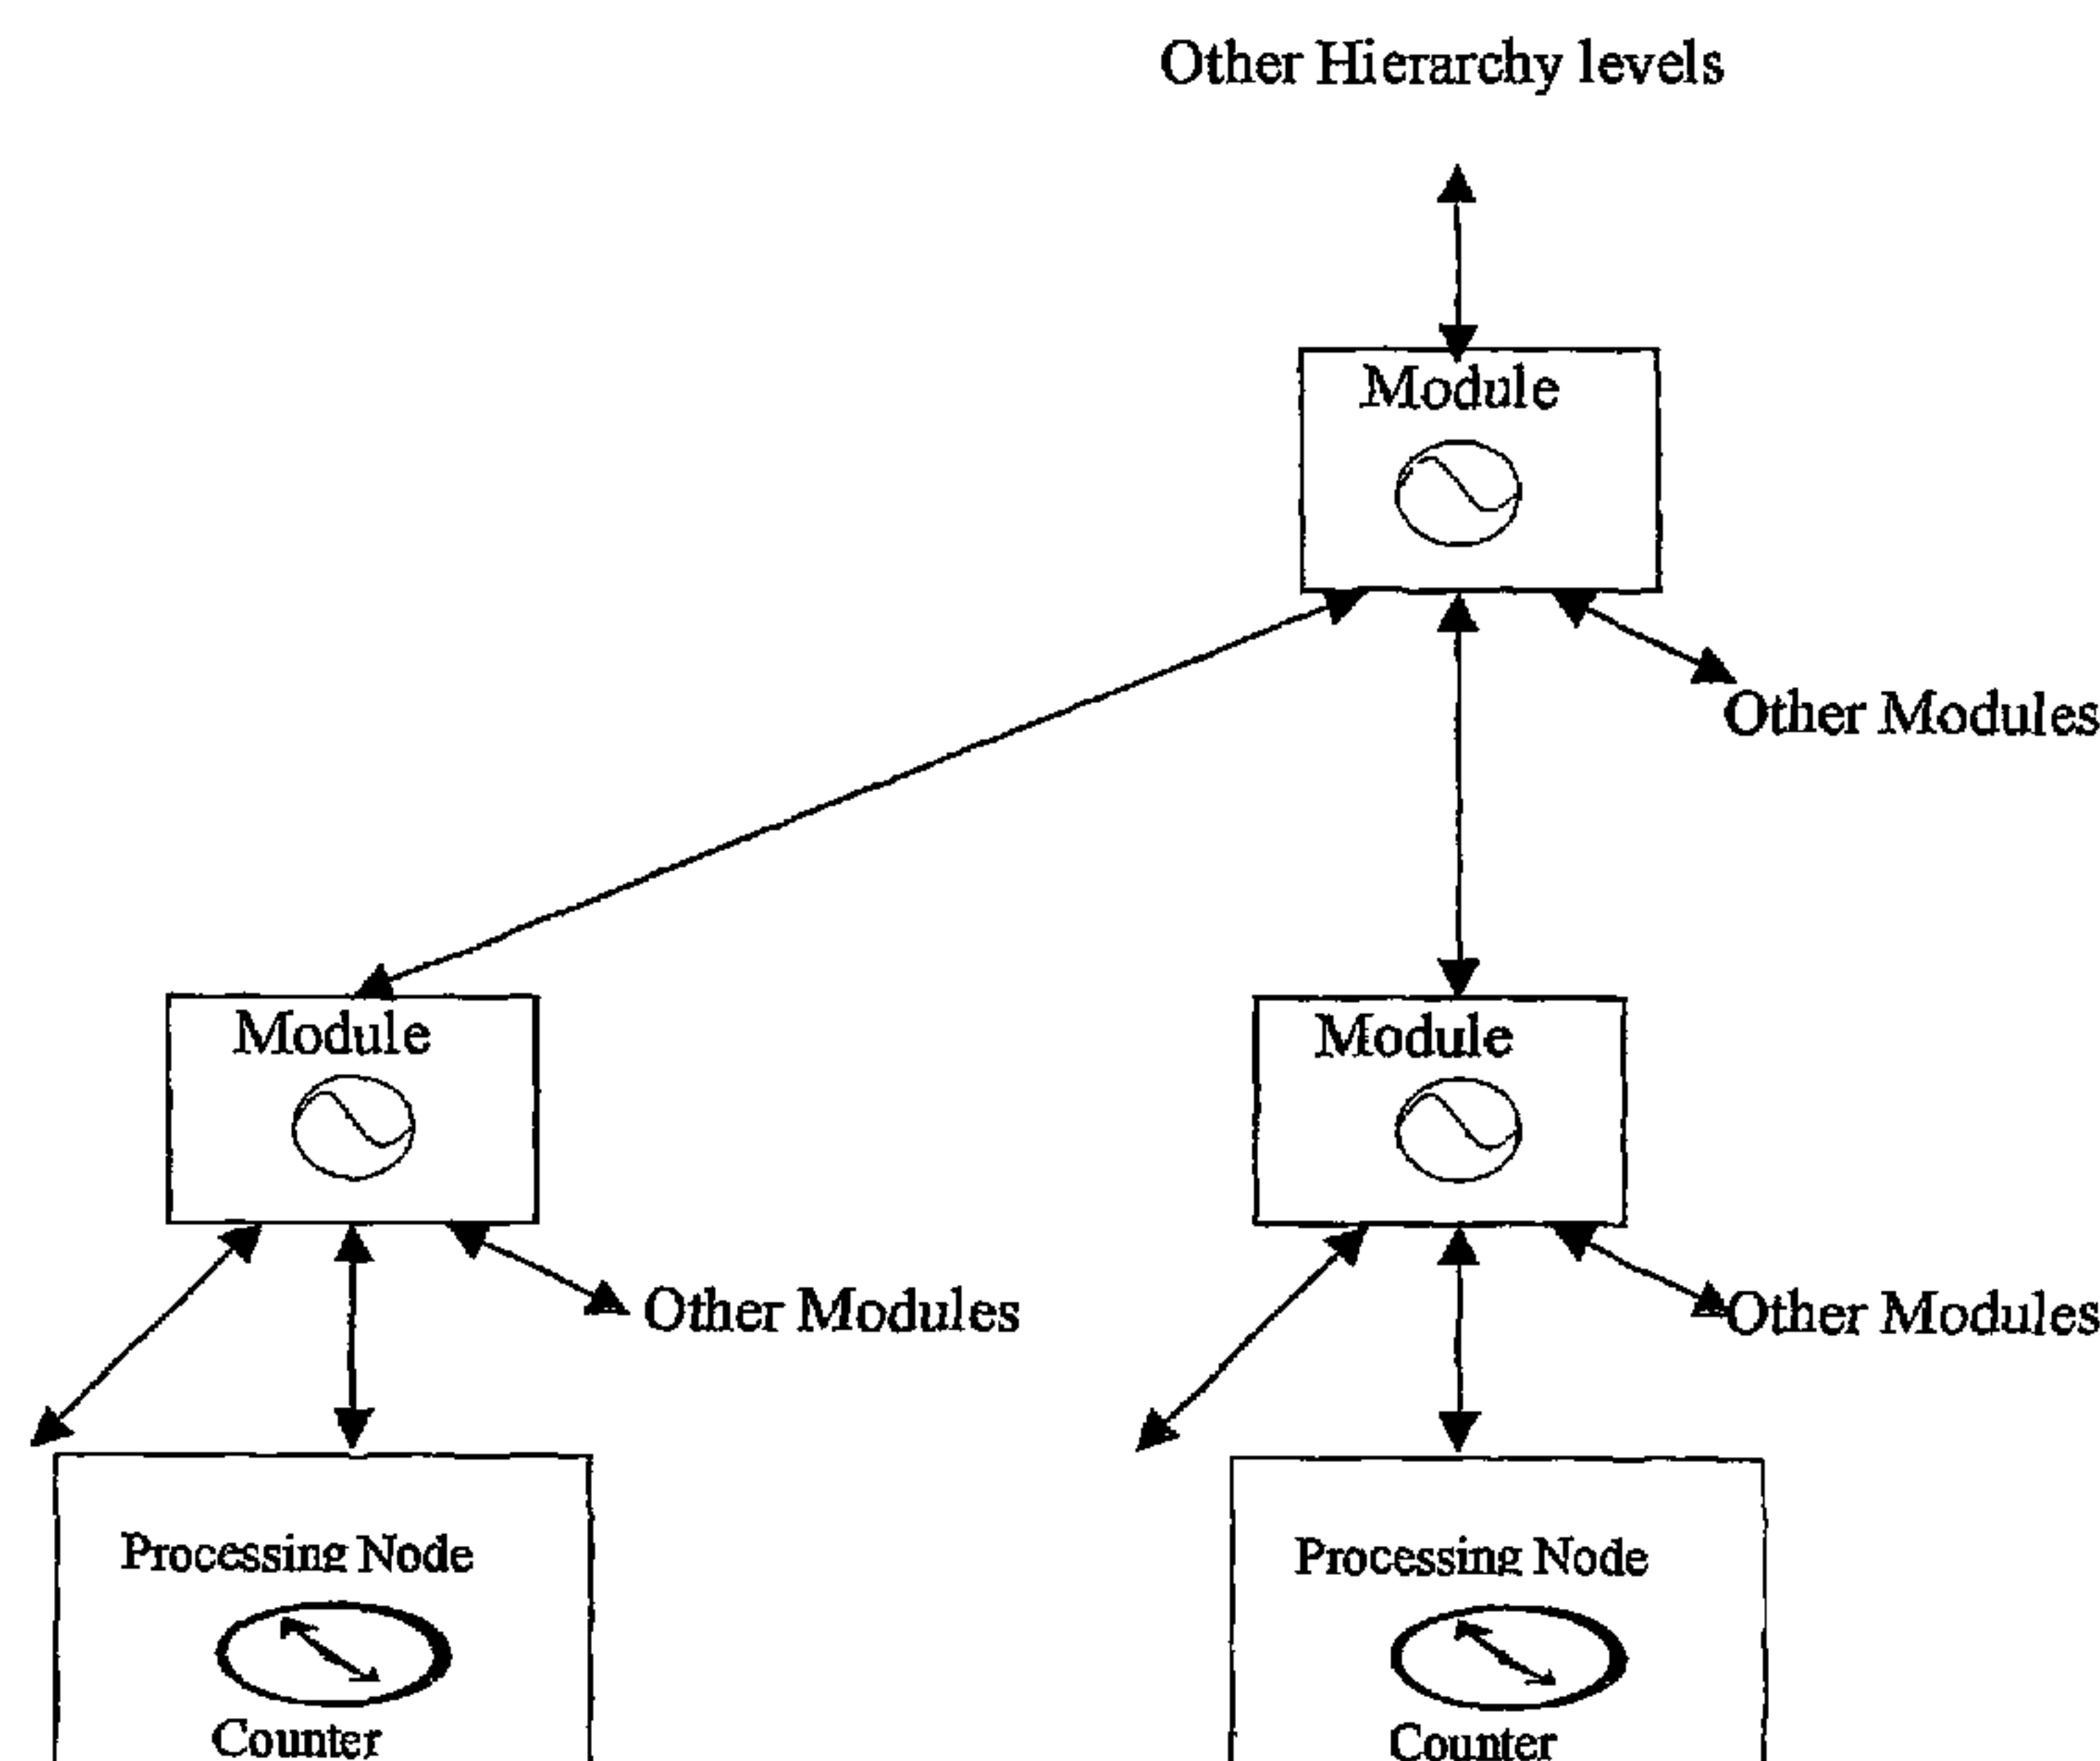 Other Hierarchy levels
Module
Other Modules
Module
Module
Other Modules
Other Modules
Processing Node
Processing Node
Counter
Counter